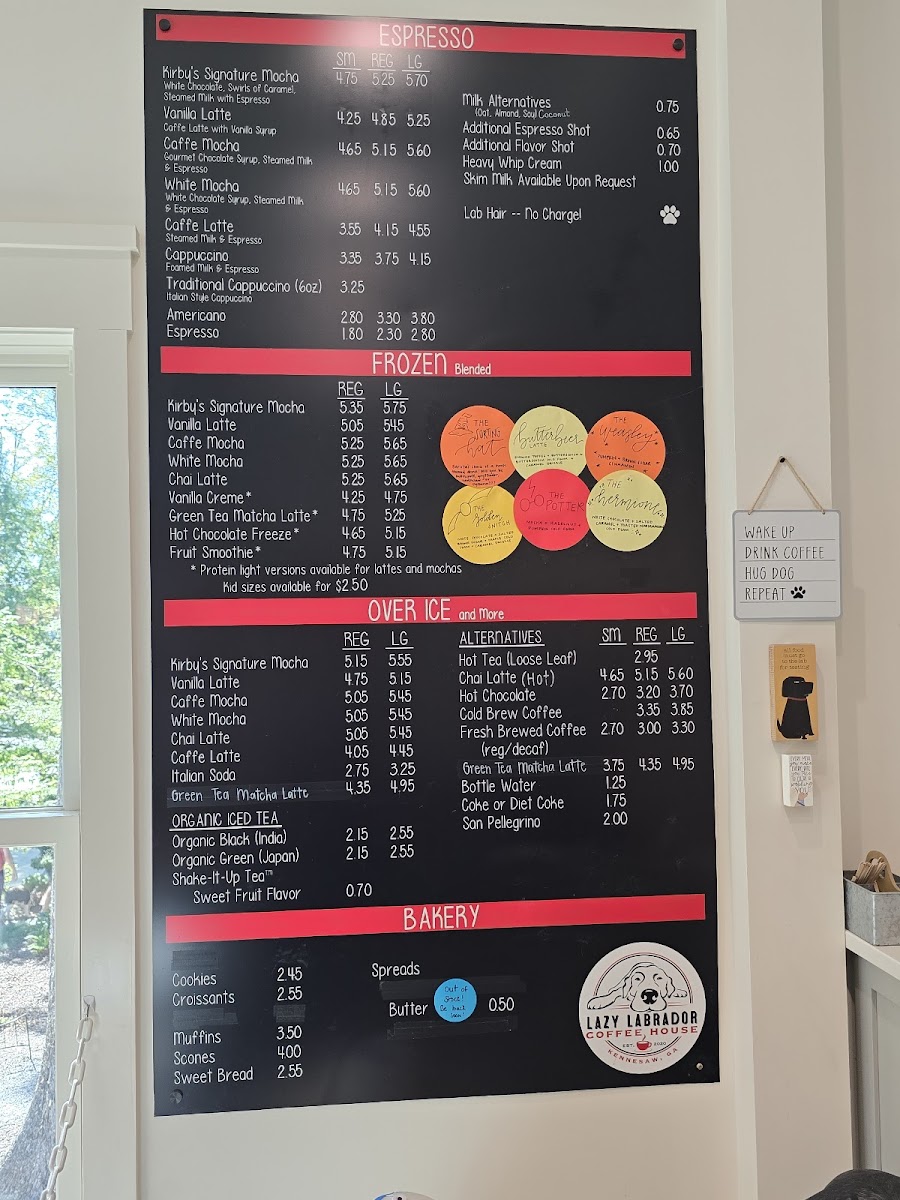 ESPRESSO
SM REG LG
Kirby's Signature Mocha 4.75 5.25 5.70
White Chocolate, Swirls of Caramel,
Steamed Milk with Espresso
Vanilla Latte 4.25 4.85 5.25
Caffe Latte with Vanilla Syrup
Caffe Mocha 4.65 5.15 5.60
Gourmet Chocolate Syrup, Steamed Milk
& Espresso
White Mocha 4.65 5.15 5.60
White Chocolate Syrup, Steamed Milk
& Espresso
Caffe Latte 3.55 4.15 4.55
Steamed Milk & Espresso
Cappuccino 3.35 3.75 4.15
Foamed Milk & Espresso
Traditional Cappuccino (6oz) 3.25
Italian Style Cappuccino
Americano 2.80 3.30 3.80
Espresso 1.80 2.30 2.80
Milk Alternatives 0.75
(Oat, Almond, Soy) Coconut
Additional Espresso Shot 0.65
Additional Flavor Shot 0.70
Heavy Whip Cream 1.00
Skim Milk Available Upon Request
Lab Hair -- No Charge!
FROZEN Blended
REG LG
Kirby's Signature Mocha 5.35 5.75
Vanilla Latte 5.05 5.45
Caffe Mocha 5.25 5.65
White Mocha 5.25 5.65
Chai Latte 5.25 5.65
Vanilla Creme* 4.25 4.75
Green Tea Matcha Latte* 4.75 5.25
Hot Chocolate Freeze* 4.65 5.15
Fruit Smoothie* 4.75 5.15
* Protein light versions available for lattes and mochas
Kid sizes available for $2.50
THE
SORTING
hat
butterbeer
LATTE
THE
weasley
THE
golden
SNITCH
THE
POTTER
THE
hermione
OVER ICE and More
REG LG
Kirby's Signature Mocha 5.15 5.55
Vanilla Latte 4.75 5.15
Caffe Mocha 5.05 5.45
White Mocha 5.05 5.45
Chai Latte 5.05 5.45
Caffe Latte 4.05 4.45
Italian Soda 2.75 3.25
Green Tea Matcha Latte 4.35 4.95
ORGANIC ICED TEA
Organic Black (India) 2.15 2.55
Organic Green (Japan) 2.15 2.55
Shake-It-Up Tea™
Sweet Fruit Flavor 0.70
ALTERNATIVES SM REG LG
Hot Tea (Loose Leaf) 2.95
Chai Latte (Hot) 4.65 5.15 5.60
Hot Chocolate 2.70 3.20 3.70
Cold Brew Coffee 3.35 3.85
Fresh Brewed Coffee 2.70 3.00 3.30
(reg/decaf)
Green Tea Matcha Latte 3.75 4.35 4.95
Bottle Water 1.25
Coke or Diet Coke 1.75
San Pellegrino 2.00
BAKERY
Cookies 2.45
Croissants 2.55
Muffins 3.50
Scones 4.00
Sweet Bread 2.55
Spreads
Butter 0.50
Out of
Stock!
Be back
soon!
LAZY LABRADOR
COFFEE HOUSE
EST. 2020
KENNESAW, GA
WAKE UP
DRINK COFFEE
HUG DOG
REPEAT
all food
must go
to the lab
for testing